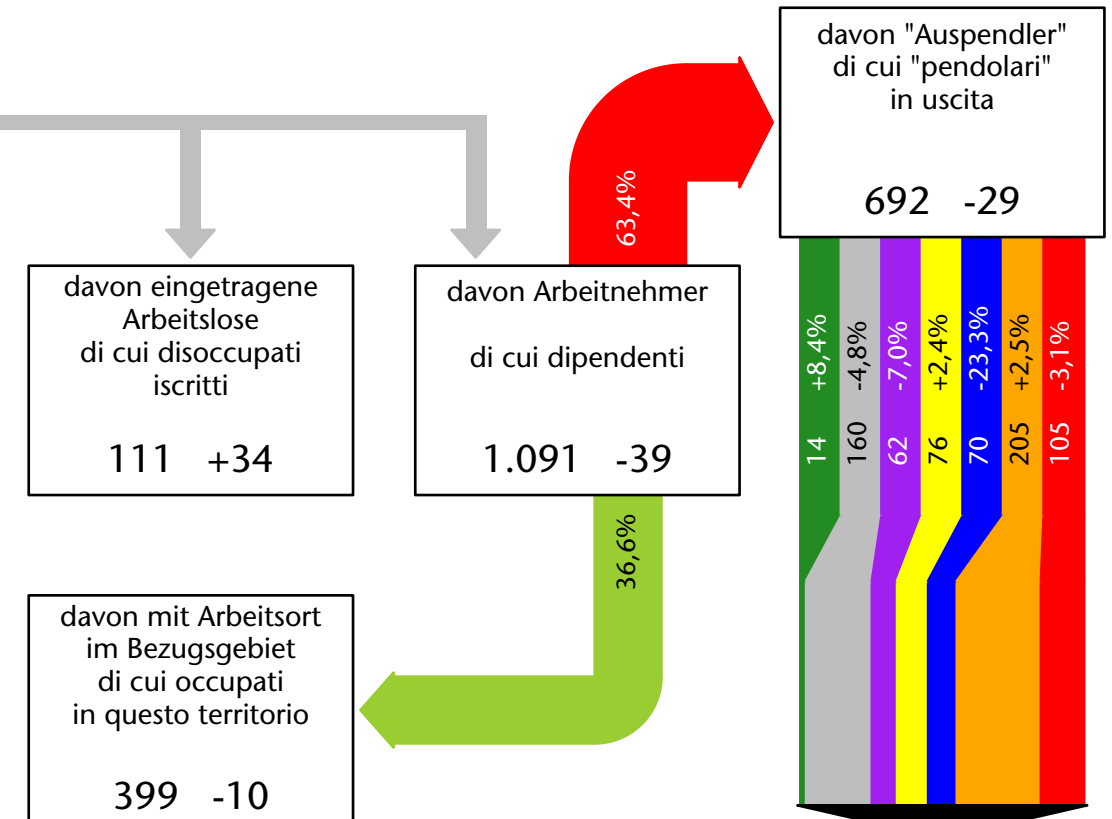 davon "Auspendler"
di cui "pendolari"
in uscita
692 -29
63,4%
davon eingetragene
Arbeitslose
di cui disoccupati
iscritti
111 +34
davon Arbeitnehmer
di cui dipendenti
1.091 -39
14 +8,4%
160 -4,8%
62 -7,0%
76 +2,4%
70 -23,3%
205 +2,5%
105 -3,1%
36,6%
davon mit Arbeitsort
im Bezugsgebiet
di cui occupati
in questo territorio
399 -10